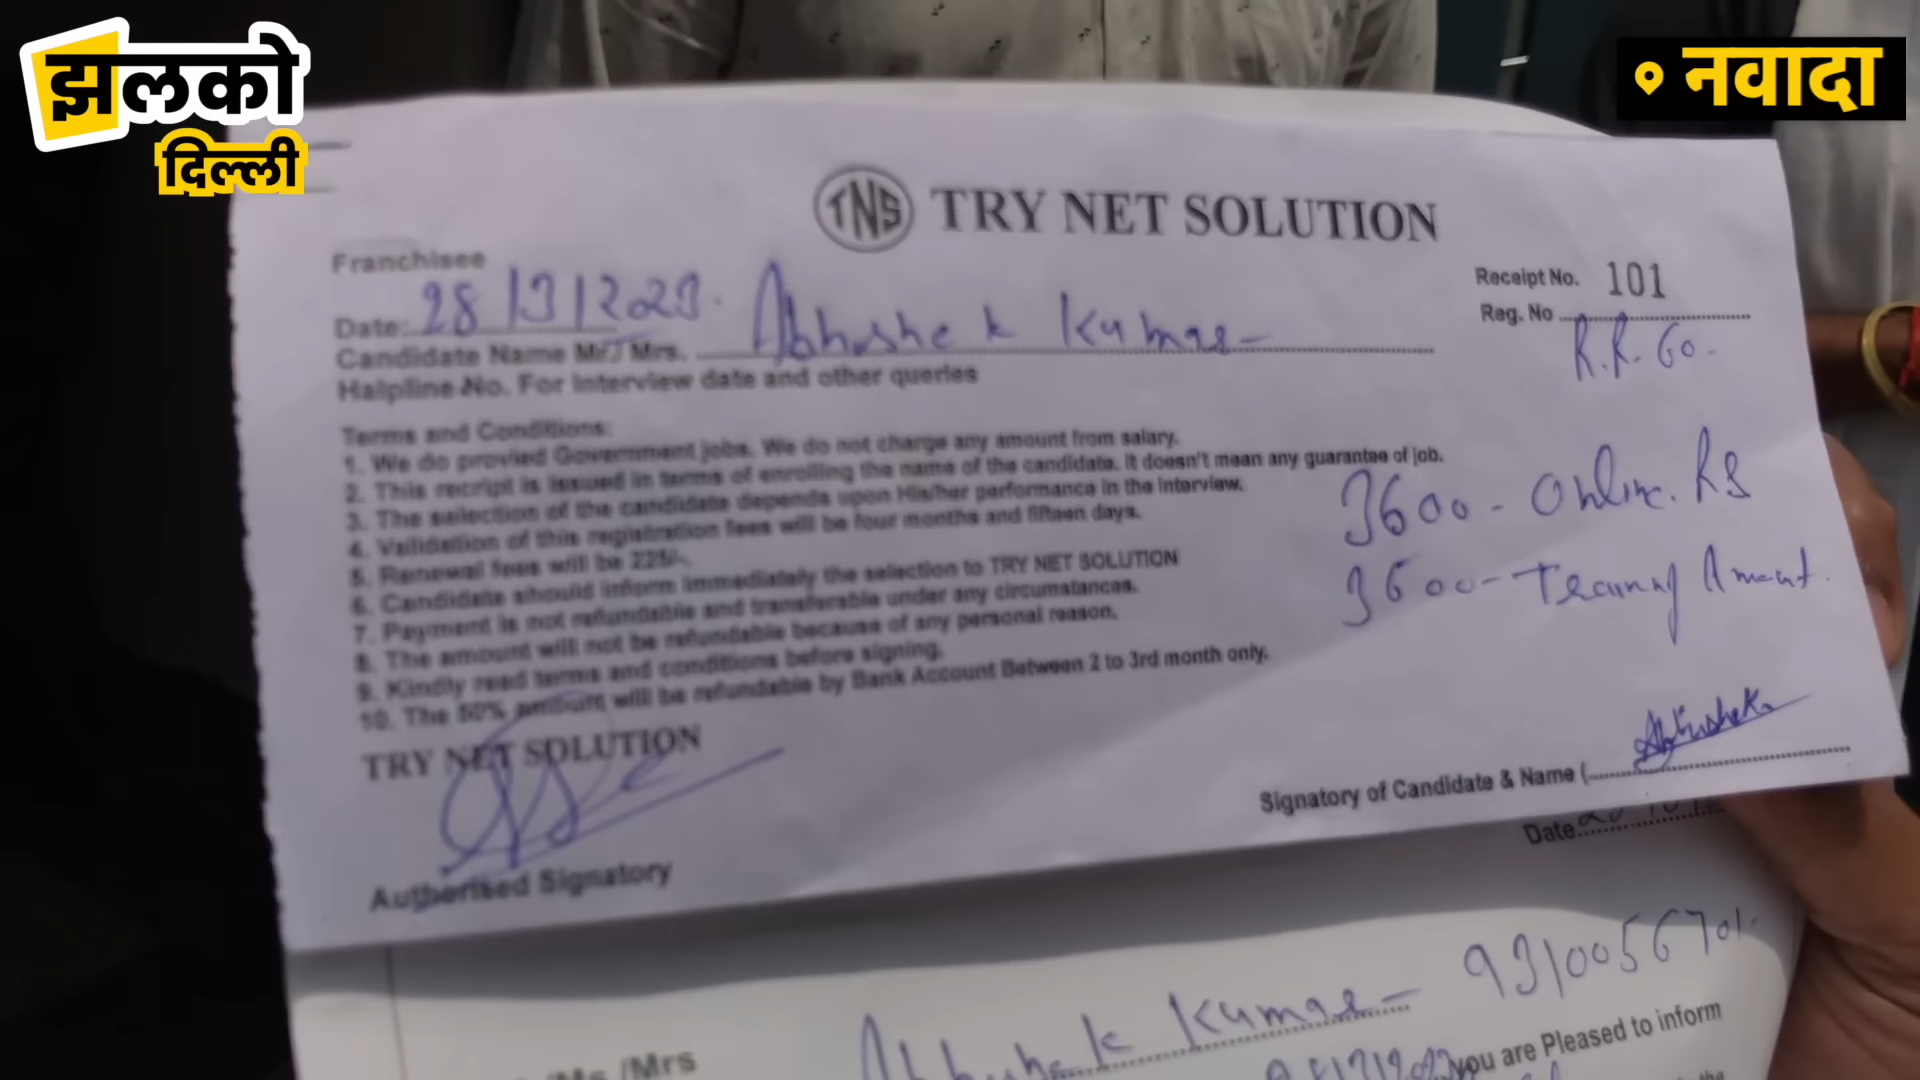 झलको
दिल्ली
नवादा
TNS TRY NET SOLUTION
Franchisee
Receipt No. 101
Date: 28/3/2023.
Reg. No
R.R. Go.
Candidate Name Mr./ Mrs. Abhishek Kumar
Helpline No. For Interview date and other queries
Terms and Conditions:
1. We do provied Government jobs. We do not charge any amount from salary.
2. This recript is issued in terms of enrolling the name of the candidate. It doesn't mean any guarantee of job.
3. The selection of the candidate depends upon His/her performance in the Interview.
4. Validation of this registration fees will be four months and fifteen days.
5. Renewal fees will be 225/-.
6. Candidate should inform immediately the selection to TRY NET SOLUTION
7. Payment is not refundable and transferable under any circumstances.
8. The amount will not be refundable because of any personal reason.
9. Kindly read terms and conditions before signing.
10. The 50% amount will be refundable by Bank Account Between 2 to 3rd month only.
3600 - Online. RS
3600 - Traning Amount.
TRY NET SOLUTION
Authorised Signatory
Abhishek
Signatory of Candidate & Name (
Date
9310056701
/Mrs
Abhishek Kumar
you are Pleased to inform
the